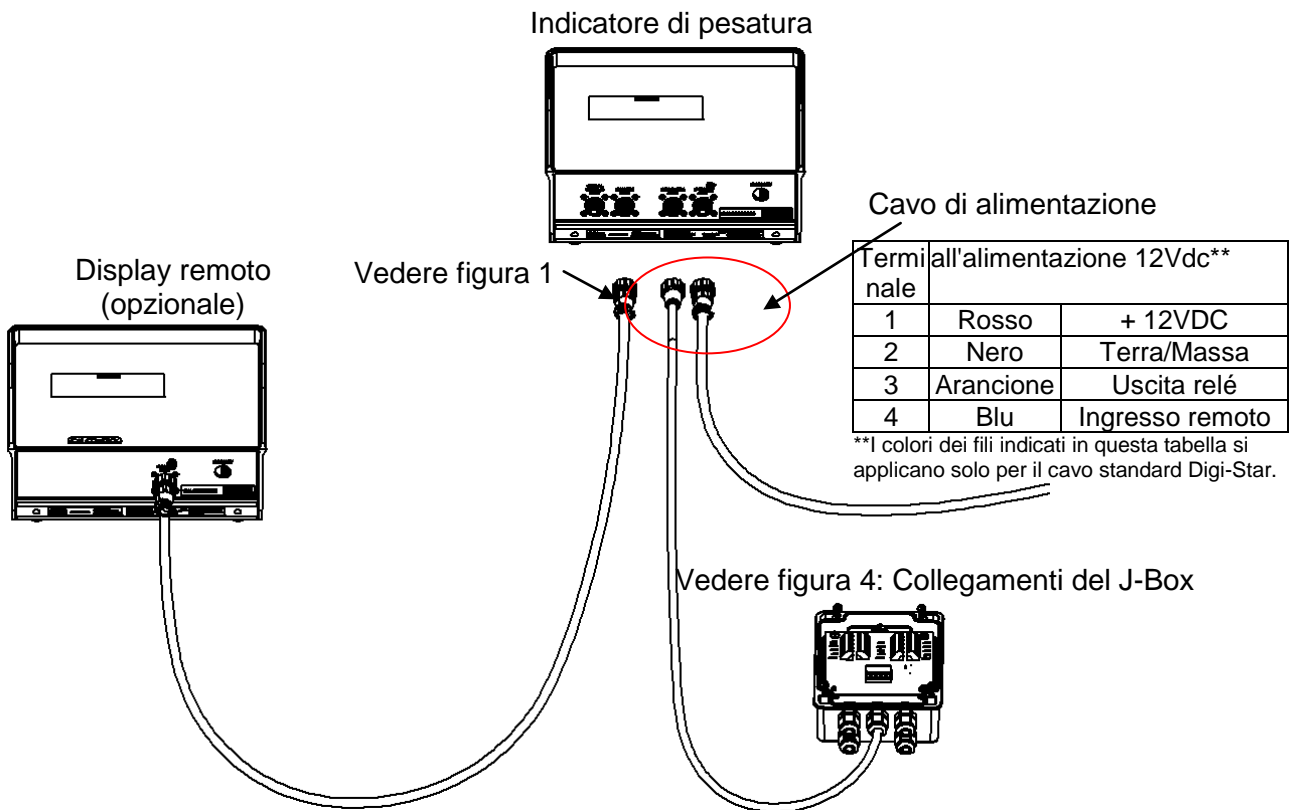 Indicatore di pesatura
Cavo di alimentazione
Vedere figura 1
Display remoto
(opzionale)
Termi all'alimentazione 12Vdc**
nale
1 Rosso + 12VDC
2 Nero Terra/Massa
3 Arancione Uscita relé
4 Blu Ingresso remoto
**I colori dei fili indicati in questa tabella si
applicano solo per il cavo standard Digi-Star.
Vedere figura 4: Collegamenti del J-Box